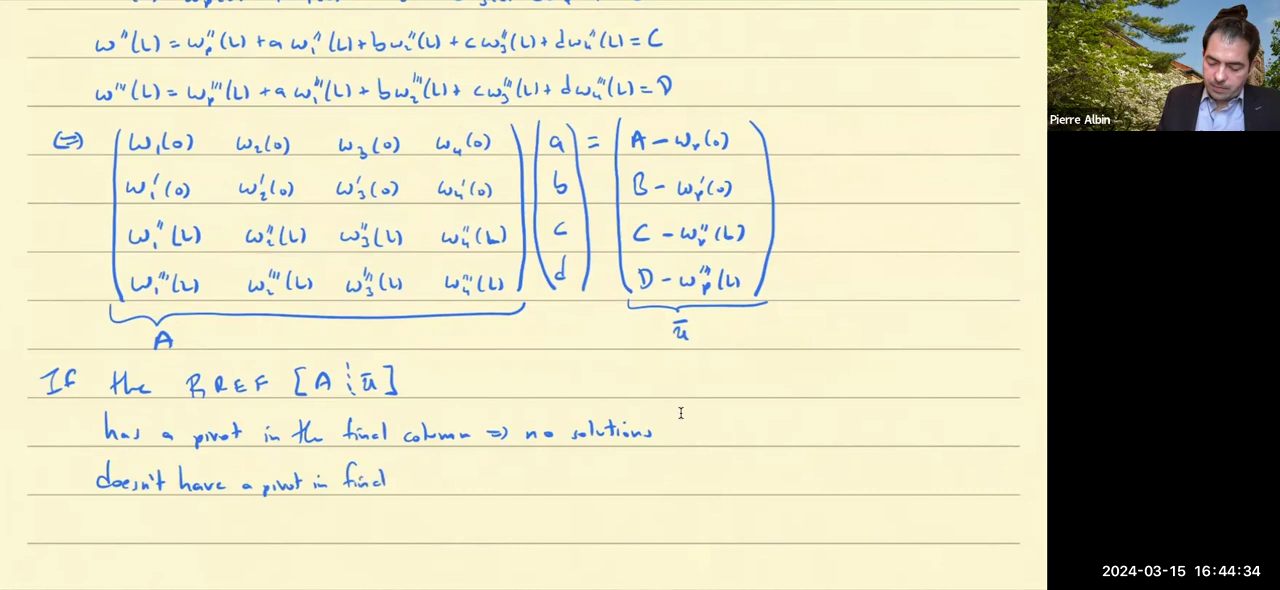 w''(L) = w_p''(L) + a w_1''(L) + b w_2''(L) + c w_3''(L) + d w_4''(L) = C
w'''(L) = w_p'''(L) + a w_1'''(L) + b w_2'''(L) + c w_3'''(L) + d w_4'''(L) = D
⇔ ( w_1(0) w_2(0) w_3(0) w_4(0) ) ( a ) = ( A - w_p(0) )
w_1'(0) w_2'(0) w_3'(0) w_4'(0) b B - w_p'(0)
w_1''(L) w_2''(L) w_3''(L) w_4''(L) c C - w_p''(L)
w_1'''(L) w_2'''(L) w_3'''(L) w_4'''(L) d D - w_p'''(L)
A ū
If the RREF [A ⋮ ū]
has a pivot in the final column ⇒ no solutions
doesn't have a pivot in final
Pierre Albin
2024-03-15 16:44:34